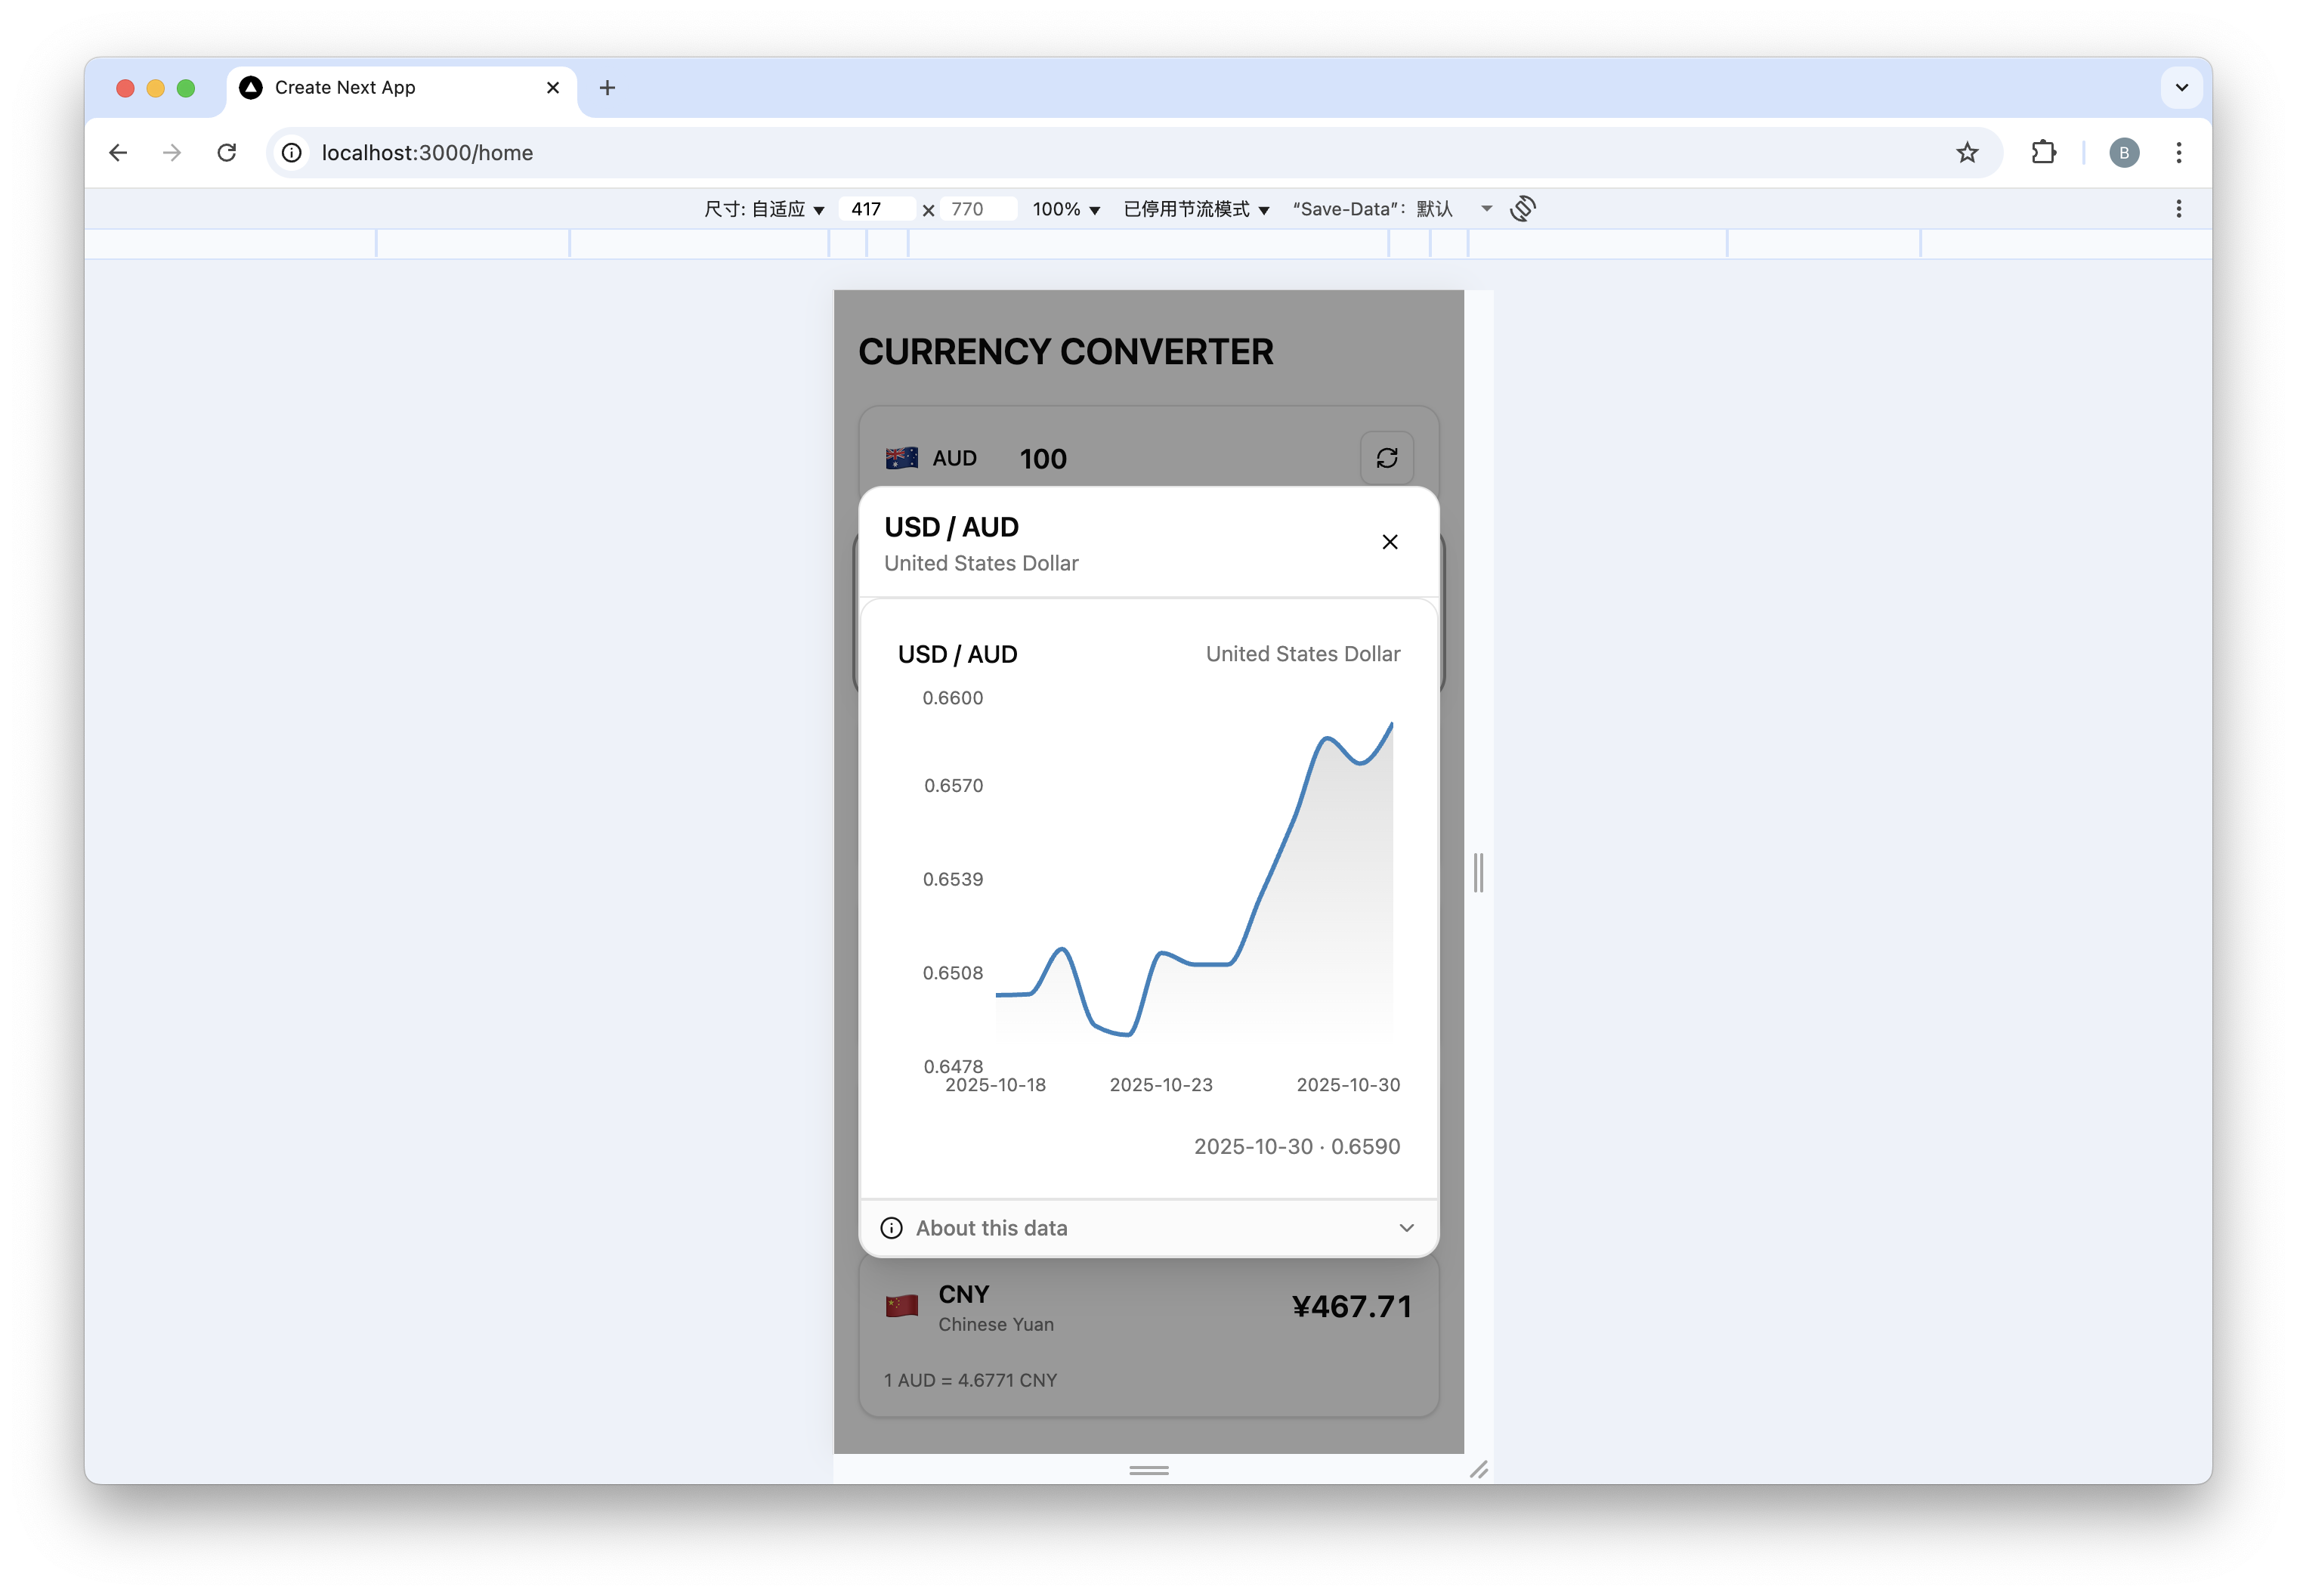 Create Next App
localhost:3000/home
尺寸: 自适应 417 × 770 100% 已停用节流模式 “Save-Data”: 默认
CURRENCY CONVERTER
AUD 100
USD / AUD
United States Dollar
USD / AUD United States Dollar
0.6600
0.6570
0.6539
0.6508
0.6478
2025-10-18 2025-10-23 2025-10-30
2025-10-30 · 0.6590
About this data
CNY
Chinese Yuan
¥467.71
1 AUD = 4.6771 CNY
B